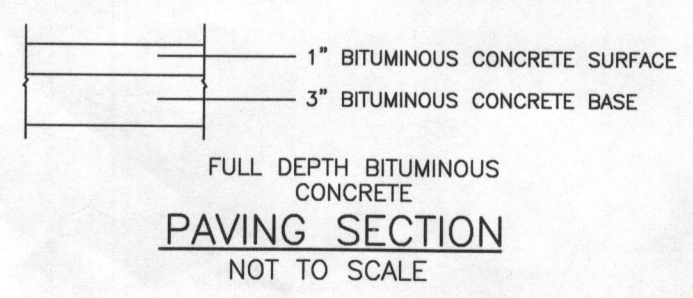 1” BITUMINOUS CONCRETE SURFACE
3” BITUMINOUS CONCRETE BASE
FULL DEPTH BITUMINOUS
CONCRETE
PAVING SECTION
NOT TO SCALE